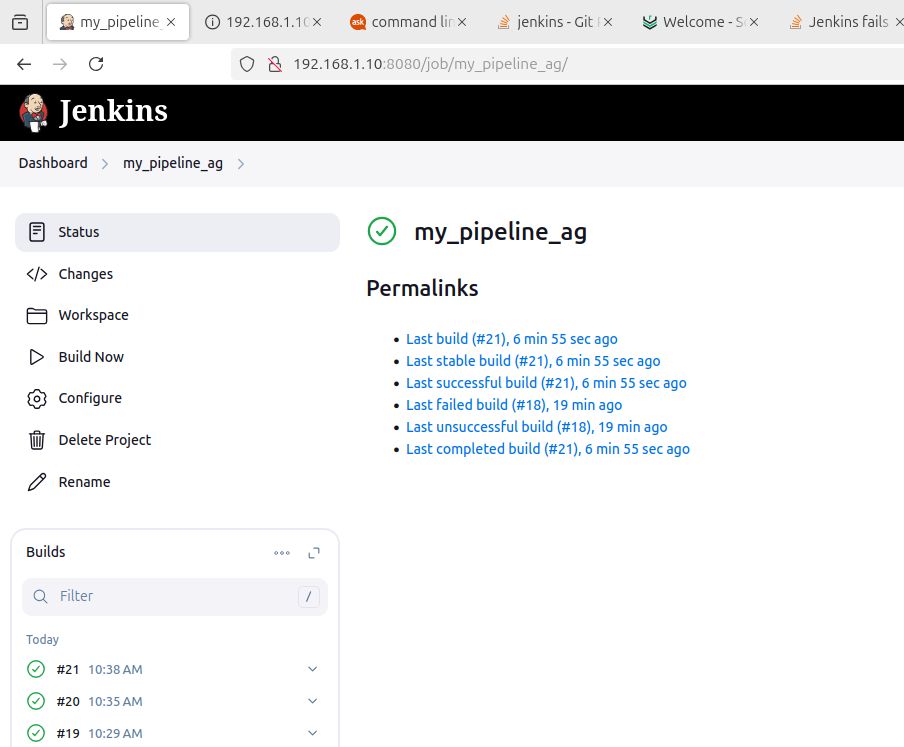 my_pipeline_
192.168.1.10
ask command lin
jenkins - Git
Welcome - S
Jenkins fails
192.168.1.10:8080/job/my_pipeline_ag/
Jenkins
Dashboard > my_pipeline_ag >
Status
Changes
Workspace
Build Now
Configure
Delete Project
Rename
my_pipeline_ag
Permalinks
Last build (#21), 6 min 55 sec ago
Last stable build (#21), 6 min 55 sec ago
Last successful build (#21), 6 min 55 sec ago
Last failed build (#18), 19 min ago
Last unsuccessful build (#18), 19 min ago
Last completed build (#21), 6 min 55 sec ago
Builds
Filter /
Today
#21 10:38 AM
#20 10:35 AM
#19 10:29 AM